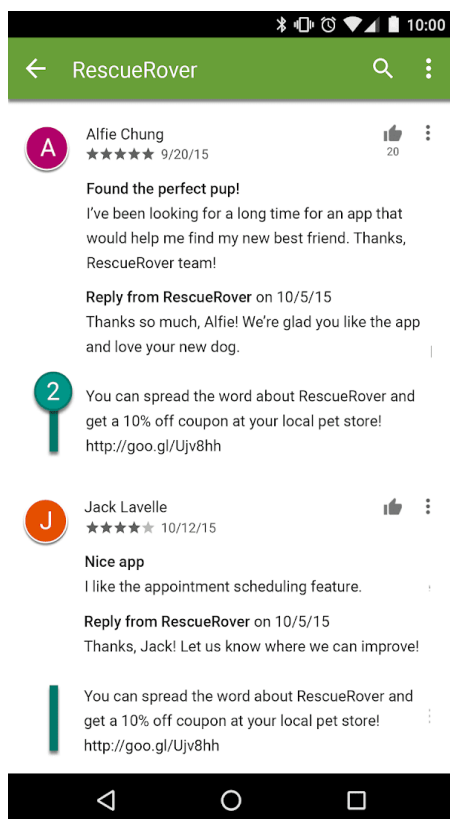 10:00
RescueRover
A
Alfie Chung
★★★★★ 9/20/15
20
Found the perfect pup!
I've been looking for a long time for an app that
would help me find my new best friend. Thanks,
RescueRover team!
Reply from RescueRover on 10/5/15
Thanks so much, Alfie! We're glad you like the app
and love your new dog.
2
You can spread the word about RescueRover and
get a 10% off coupon at your local pet store!
http://goo.gl/Ujv8hh
J
Jack Lavelle
★★★★★ 10/12/15
Nice app
I like the appointment scheduling feature.
Reply from RescueRover on 10/5/15
Thanks, Jack! Let us know where we can improve!
You can spread the word about RescueRover and
get a 10% off coupon at your local pet store!
http://goo.gl/Ujv8hh